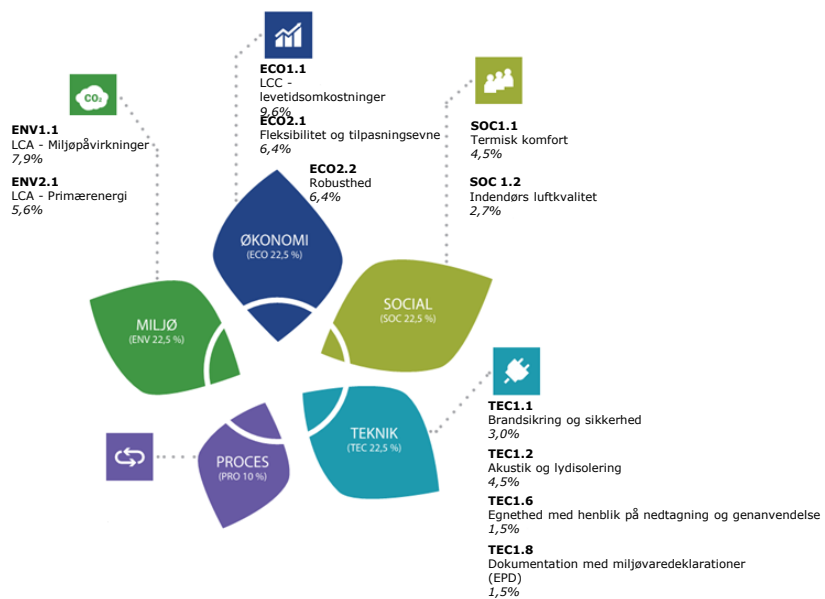 ECO1.1
LCC -
levetidsomkostninger
9,6%
ECO2.1
Fleksibilitet og tilpasningsevne
6,4%
ECO2.2
Robusthed
6,4%
CO₂
ENV1.1
LCA - Miljøpåvirkninger
7,9%
ENV2.1
LCA - Primærenergi
5,6%
SOC1.1
Termisk komfort
4,5%
SOC 1.2
Indendørs luftkvalitet
2,7%
ØKONOMI
(ECO 22,5 %)
MILJØ
(ENV 22,5 %)
SOCIAL
(SOC 22,5 %)
PROCES
(PRO 10 %)
TEKNIK
(TEC 22,5 %)
TEC1.1
Brandsikring og sikkerhed
3,0%
TEC1.2
Akustik og lydisolering
4,5%
TEC1.6
Egnethed med henblik på nedtagning og genanvendelse
1,5%
TEC1.8
Dokumentation med miljøvaredeklarationer
(EPD)
1,5%